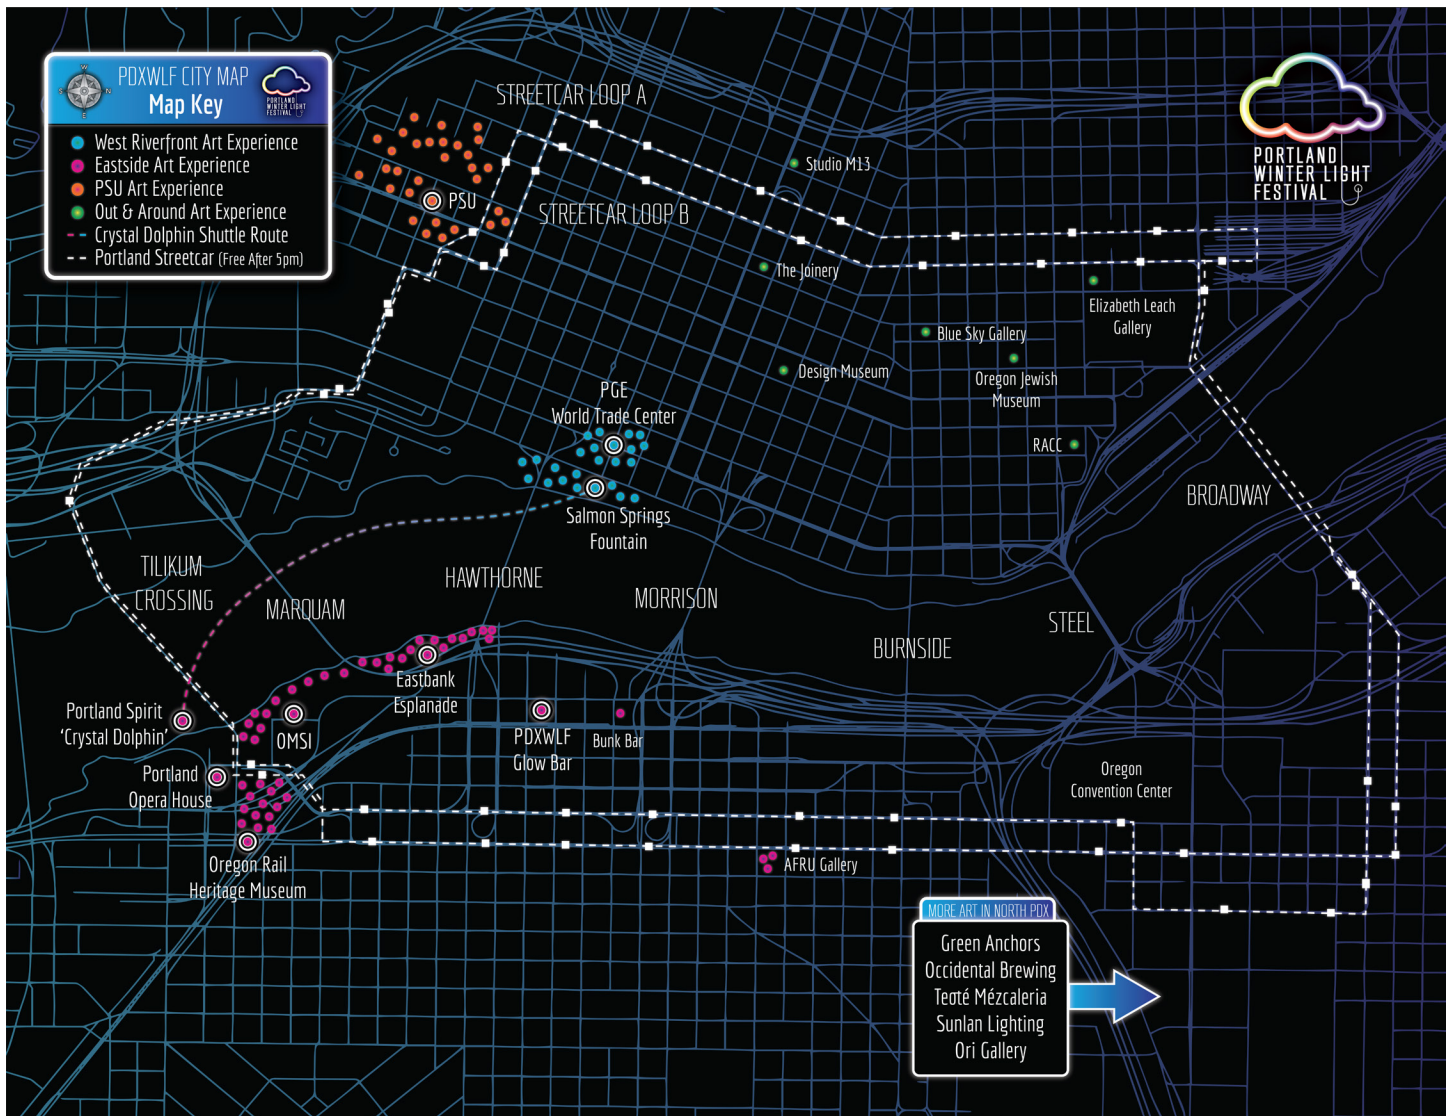 PDXWLF CITY MAP
Map Key
W
S
N
E
PORTLAND
WINTER LIGHT
FESTIVAL
West Riverfront Art Experience
Eastside Art Experience
PSU Art Experience
Out & Around Art Experience
Crystal Dolphin Shuttle Route
Portland Streetcar (Free After 5pm)
PORTLAND
WINTER LIGHT
FESTIVAL
STREETCAR LOOP A
Studio M13
PSU
STREETCAR LOOP B
The Joinery
Elizabeth Leach
Gallery
Blue Sky Gallery
Design Museum
Oregon Jewish
Museum
PGE
World Trade Center
RACC
BROADWAY
Salmon Springs
Fountain
TILIKUM
CROSSING
MARQUAM
HAWTHORNE
MORRISON
BURNSIDE
STEEL
Eastbank
Esplanade
Portland Spirit
'Crystal Dolphin'
OMSI
PDXWLF
Glow Bar
Bunk Bar
Portland
Opera House
Oregon
Convention Center
Oregon Rail
Heritage Museum
AFRU Gallery
MORE ART IN NORTH PDX
Green Anchors
Occidental Brewing
Teoté Mézcaleria
Sunlan Lighting
Ori Gallery